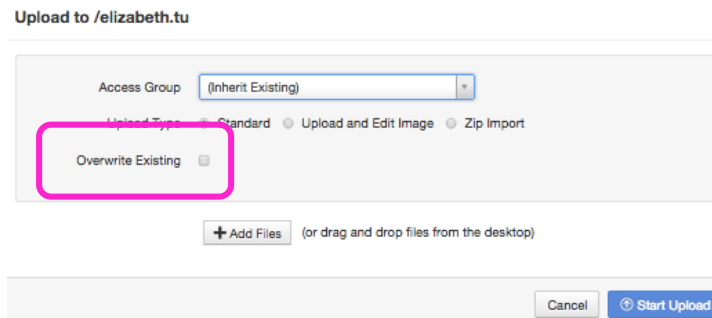 Upload to /elizabeth.tu
Access Group (Inherit Existing)
Upload Type Standard Upload and Edit Image Zip Import
Overwrite Existing
Add Files (or drag and drop files from the desktop)
Cancel Start Upload